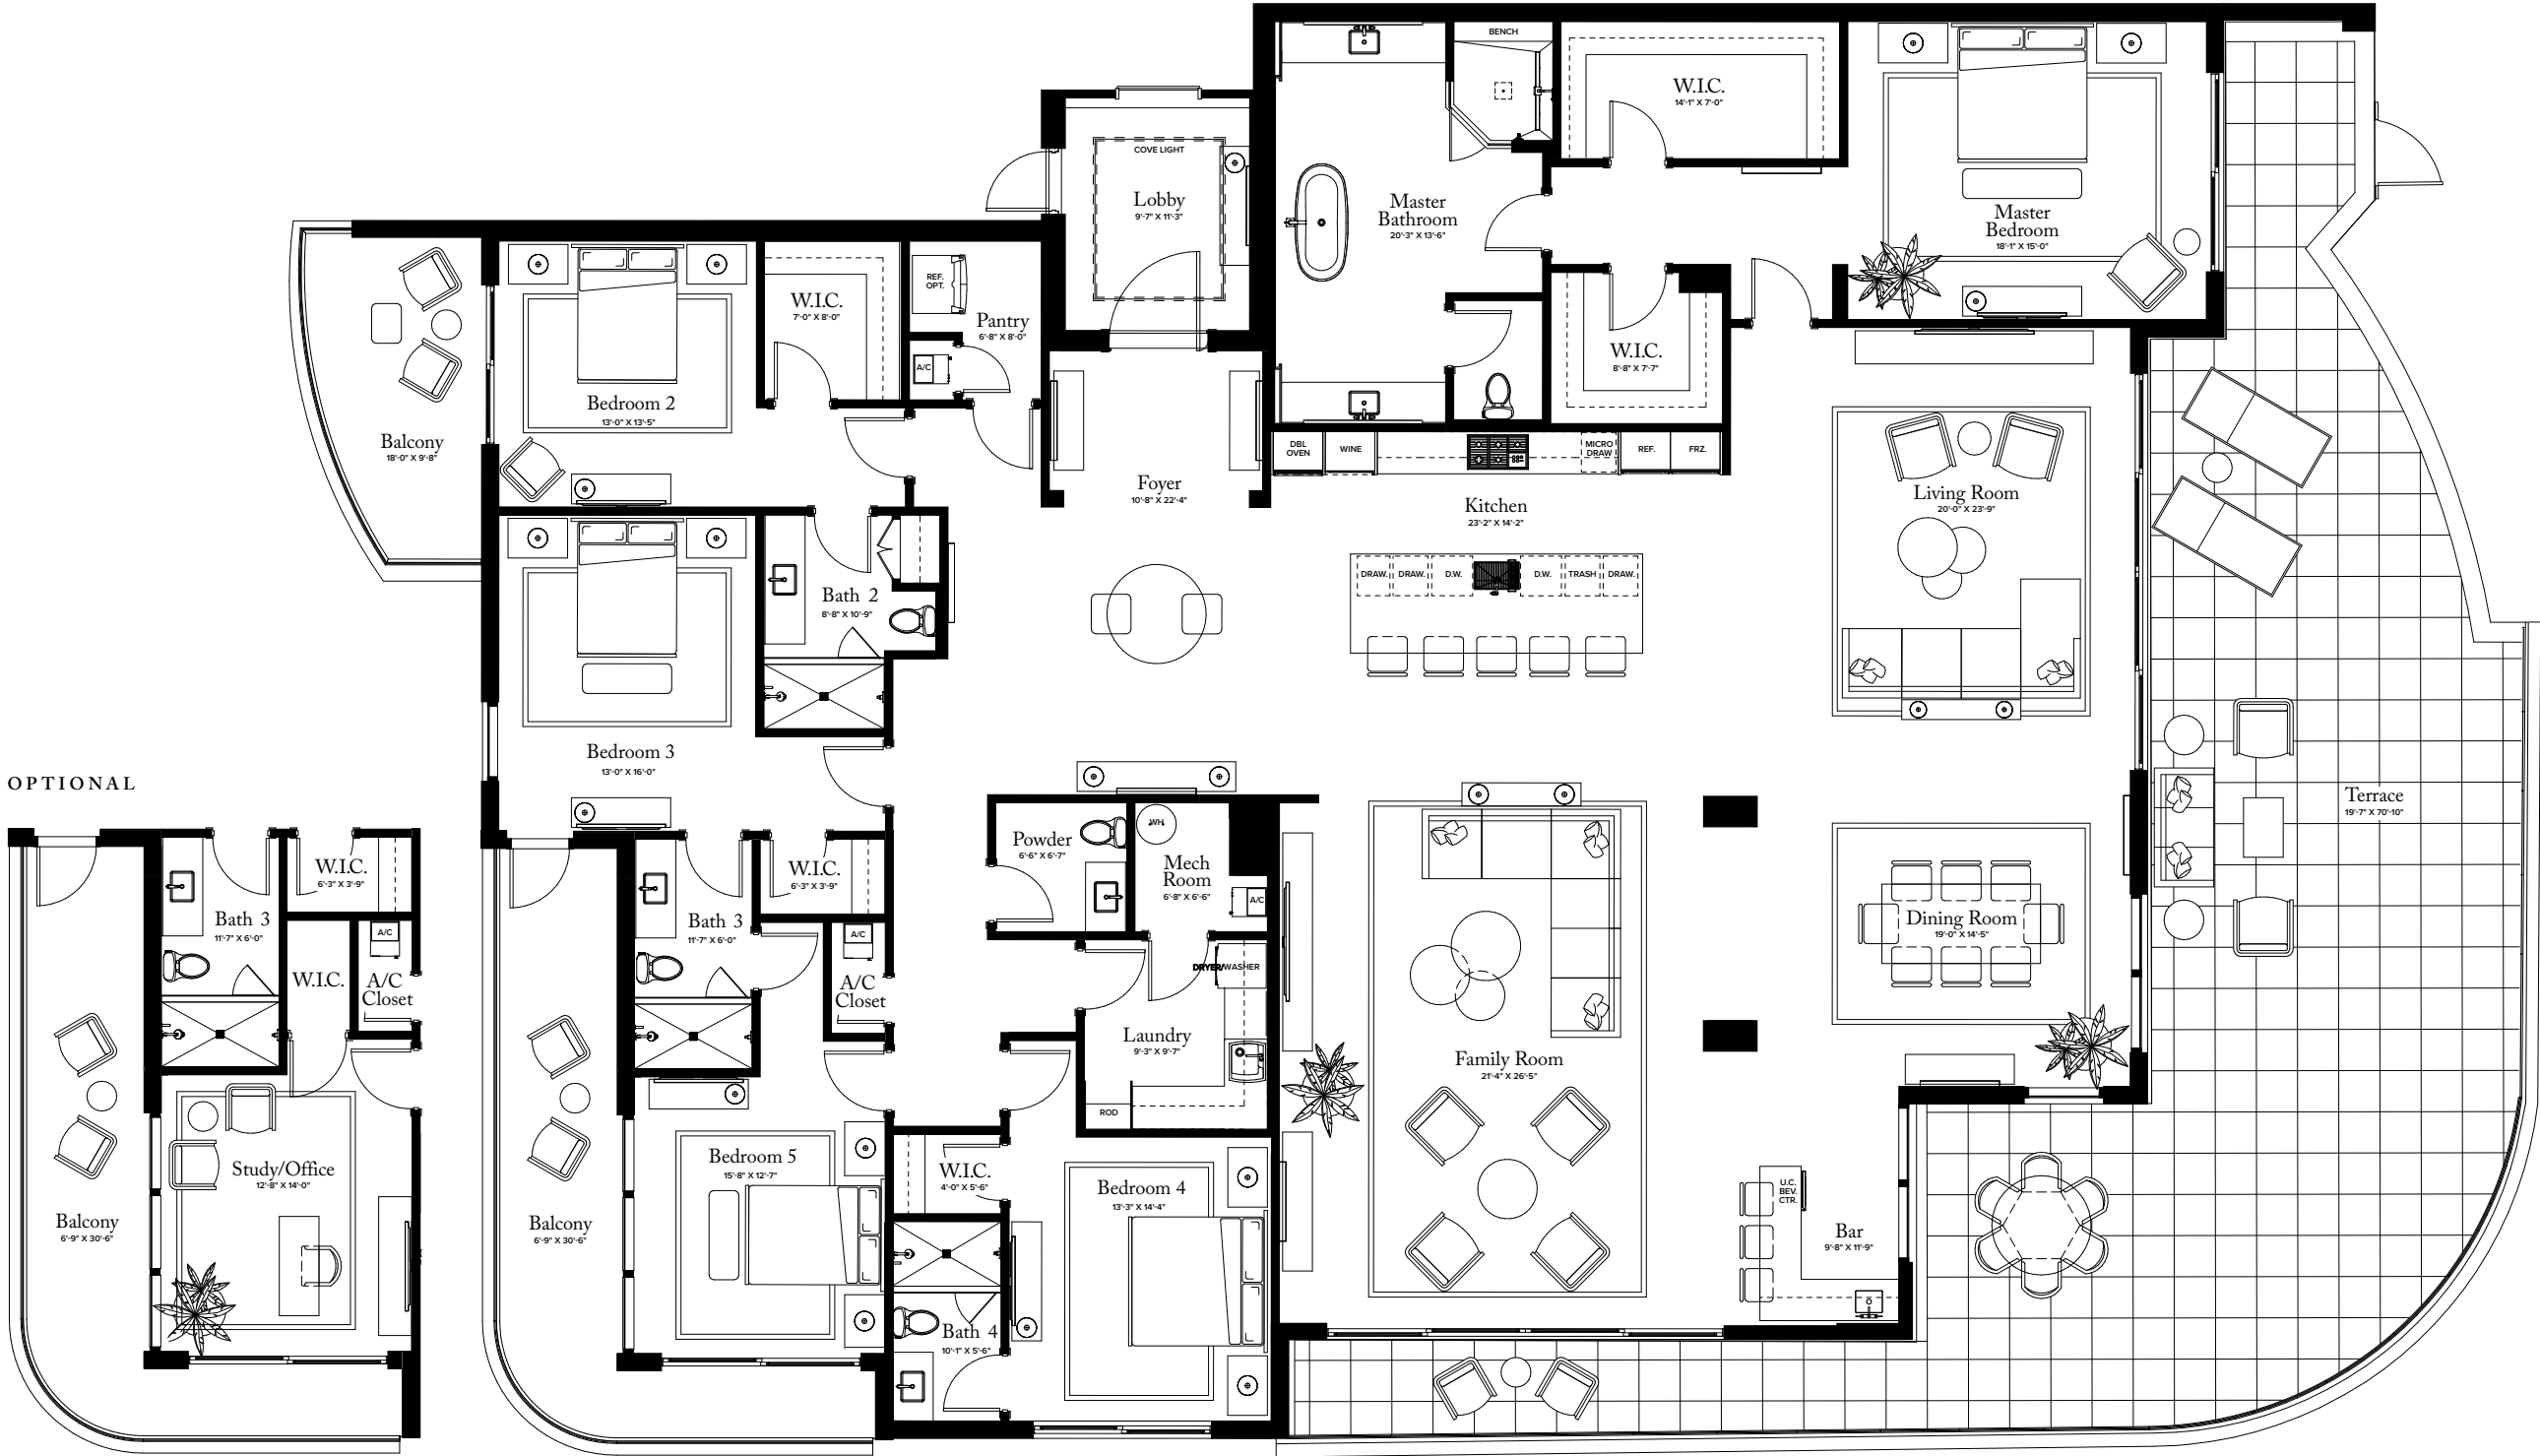 BENCH
W.I.C.
14'-1" X 7'-0"
COVE LIGHT
Lobby
9'-7" X 11'-3"
Master
Bathroom
20'-3" X 13'-6"
Master
Bedroom
18'-1" X 15'-0"
REF.
OPT.
W.I.C.
7'-0" X 8'-0"
Pantry
6'-8" X 8'-0"
A/C
W.I.C.
8'-8" X 7'-7"
Bedroom 2
13'-0" X 13'-5"
Balcony
18'-0" X 9'-8"
DBL
OVEN
WINE
MICRO
DRAW
REF.
FRZ.
Foyer
10'-8" X 22'-4"
Kitchen
23'-2" X 14'-2"
Living Room
20'-0" X 23'-9"
DRAW.
DRAW.
D.W.
D.W.
TRASH
DRAW.
Bath 2
8'-8" X 10'-9"
Bedroom 3
13'-0" X 16'-0"
OPTIONAL
Terrace
19'-7" X 70'-10"
W.I.C.
6'-3" X 3'-9"
Bath 3
11'-7" X 6'-0"
A/C
W.I.C.
A/C
Closet
Study/Office
12'-8" X 14'-0"
Balcony
6'-9" X 30'-6"
W.I.C.
6'-3" X 3'-9"
Bath 3
11'-7" X 6'-0"
A/C
A/C
Closet
Powder
6'-6" X 6'-7"
WH.
Mech
Room
6'-8" X 6'-6"
A/C
DRYER/WASHER
Laundry
9'-3" X 9'-7"
ROD
Dining Room
19'-0" X 14'-5"
Family Room
21'-4" X 26'-5"
Bedroom 5
15'-8" X 12'-7"
Balcony
6'-9" X 30'-6"
W.I.C.
4'-0" X 5'-6"
Bedroom 4
13'-3" X 14'-4"
Bath 4
10'-1" X 5'-6"
U.C.
BEV.
CTR.
Bar
9'-8" X 11'-9"